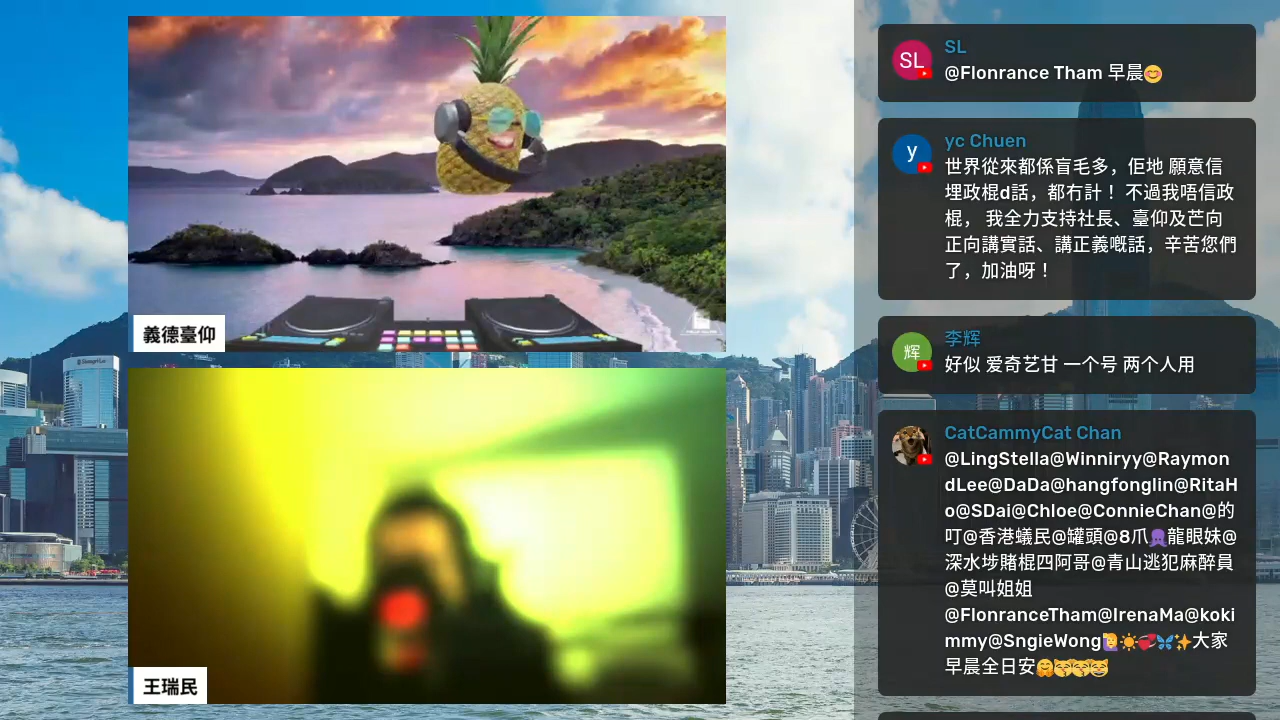 義德臺仰
王瑞民
SL
@Flonrance Tham 早晨😊
yc Chuen
世界從來都係盲毛多，佢地 願意信
埋政棍d話，都冇計！ 不過我唔信政
棍， 我全力支持社長、臺仰及芒向
正向講實話、講正義嘅話，辛苦您們
了，加油呀！
李辉
好似 爱奇艺甘 一个号 两个人用
CatCammyCat Chan
@LingStella@Winniryy@Raymon
dLee@DaDa@hangfonglin@RitaH
o@SDai@Chloe@ConnieChan@的
叮@香港蟻民@罐頭@8爪🐙龍眼妹@
深水埗賭棍四阿哥@青山逃犯麻醉員
@莫叫姐姐
@FlonranceTham@IrenaMa@koki
mmy@SngieWong🙋‍♀️☀️💞🦋✨大家
早晨全日安🤗😽😽😸
SL
y
辉